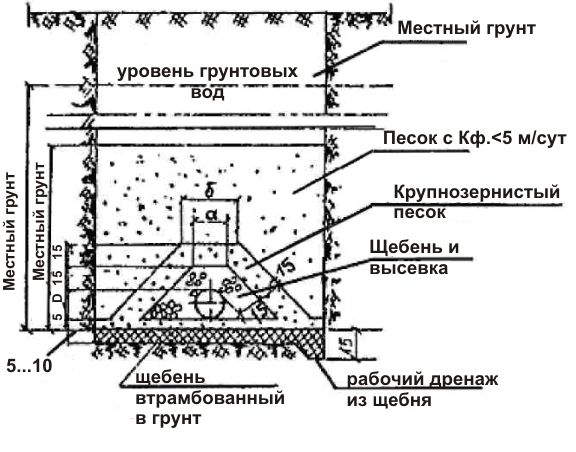 Местный грунт
уровень грунтовых
вод
Песок с Кф.<5 м/сут
б
а
Крупнозернистый
песок
Щебень и
высевка
Местный грунт
Местный грунт
5 D 15 15
15
15
5...10
15
щебень
втрамбованный
в грунт
рабочий дренаж
из щебня